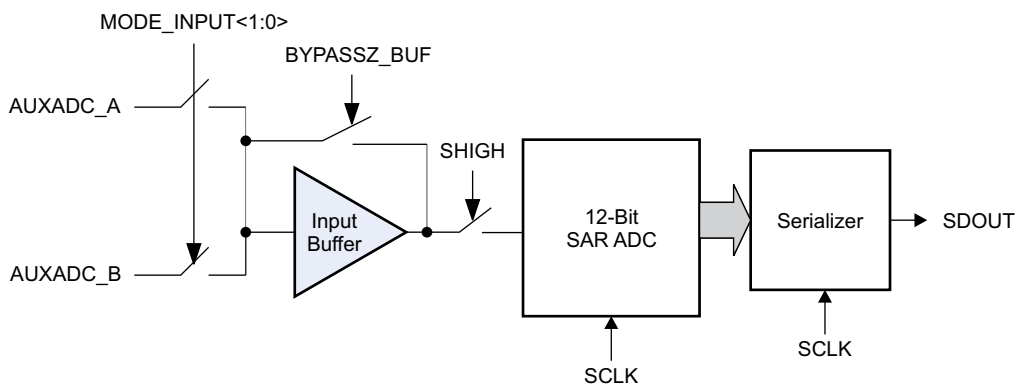 MODE_INPUT<1:0>
BYPASSZ_BUF
AUXADC_A
SHIGH
Input
Buffer
12-Bit
SAR ADC
Serializer
SDOUT
AUXADC_B
SCLK
SCLK